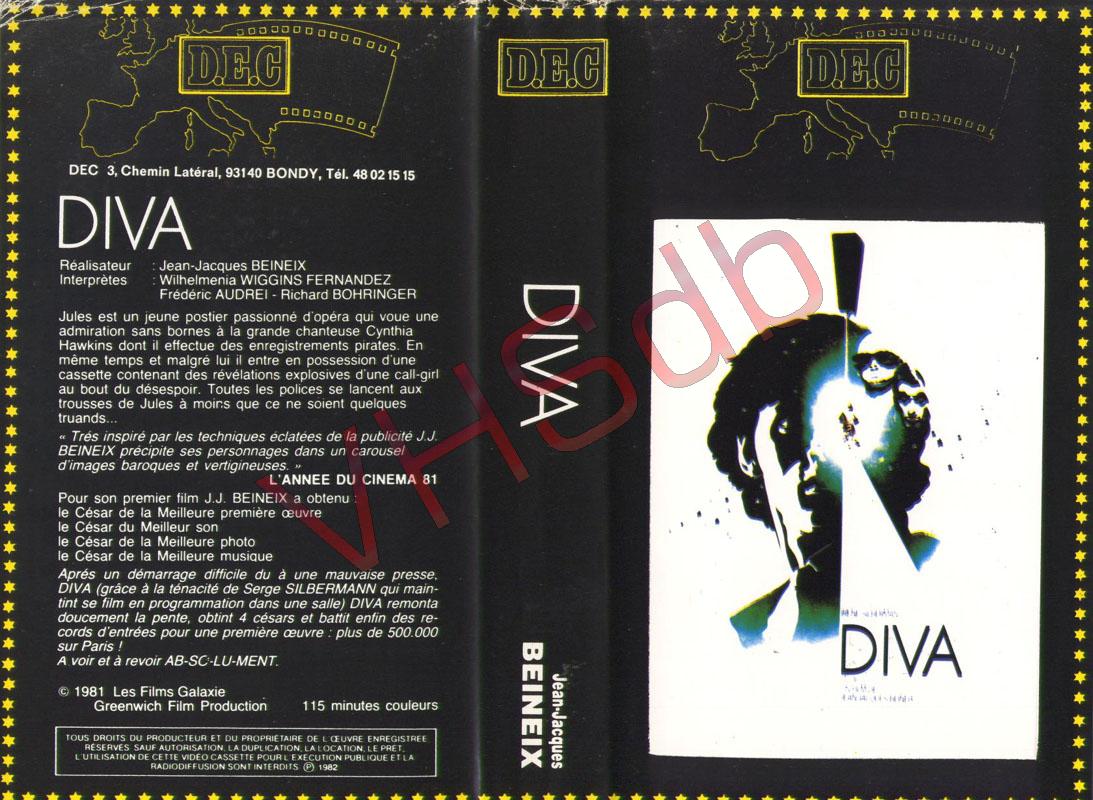 D.E.C
DEC 3, Chemin Latéral, 93140 BONDY, Tél. 48 02 15 15
DIVA
Réalisateur : Jean-Jacques BEINEIX
Interprètes : Wilhelmenia WIGGINS FERNANDEZ
Frédéric AUDREI - Richard BOHRINGER
Jules est un jeune postier passionné d'opéra qui voue une
admiration sans bornes à la grande chanteuse Cynthia
Hawkins dont il effectue des enregistrements pirates. En
même temps et malgré lui il entre en possession d'une
cassette contenant des révélations explosives d'une call-girl
au bout du désespoir. Toutes les polices se lancent aux
trousses de Jules à moins que ce ne soient quelques
truands...
« Trés inspiré par les techniques éclatées de la publicité J.J.
BEINEIX précipite ses personnages dans un carousel
d'images baroques et vertigineuses. »
L'ANNEE DU CINEMA 81
Pour son premier film J.J. BEINEIX a obtenu :
le César de la Meilleure première œuvre
le César du Meilleur son
le César de la Meilleure photo
le César de la Meilleure musique
Aprés un démarrage difficile du à une mauvaise presse,
DIVA (grâce à la ténacité de Serge SILBERMANN qui main-
tint se film en programmation dans une salle) DIVA remonta
doucement la pente, obtint 4 césars et battit enfin des re-
cords d'entrées pour une première œuvre : plus de 500.000
sur Paris !
A voir et à revoir AB-SO-LU-MENT.
© 1981 Les Films Galaxie
Greenwich Film Production 115 minutes couleurs
TOUS DROITS DU PRODUCTEUR ET DU PROPRIÉTAIRE DE L'ŒUVRE ENREGISTREE
RÉSERVÉS SAUF AUTORISATION, LA DUPLICATION, LA LOCATION, LE PRET,
L'UTILISATION DE CETTE VIDÉO CASSETTE POUR L'EXECUTION PUBLIQUE ET LA
RADIODIFFUSION SONT INTERDITS Ⓟ 1982
D.E.C
DIVA
Jean-Jacques
BEINEIX
D.E.C
DIVA
VHSdb